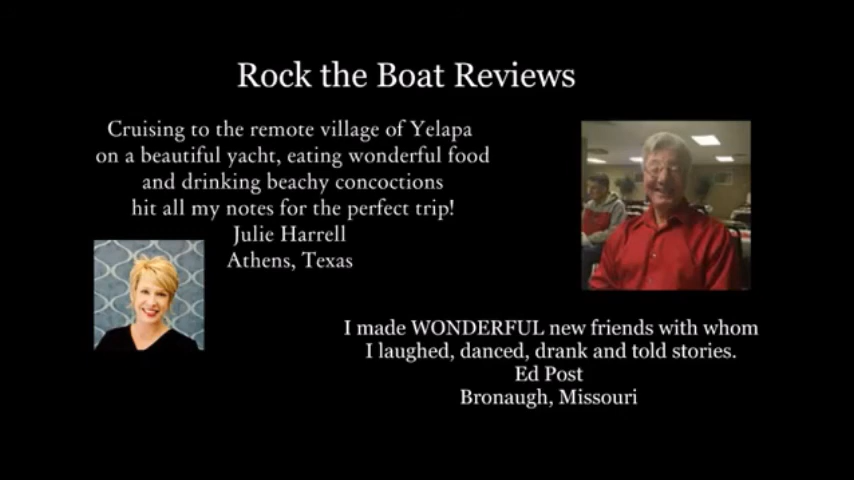 Rock the Boat Reviews
Cruising to the remote village of Yelapa
on a beautiful yacht, eating wonderful food
and drinking beachy concoctions
hit all my notes for the perfect trip!
Julie Harrell
Athens, Texas
I made WONDERFUL new friends with whom
I laughed, danced, drank and told stories.
Ed Post
Bronaugh, Missouri